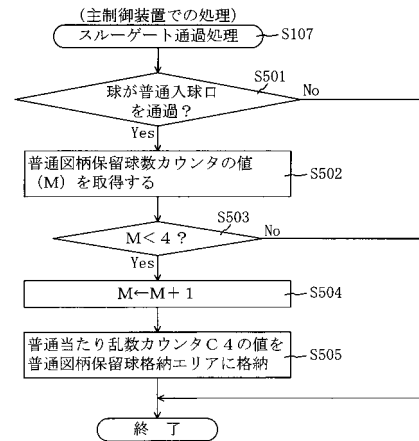 （主制御装置での処理）
スルーゲート通過処理
S107
S501
球が普通入球口
を通過？
No
Yes
普通図柄保留球数カウンタの値
（M）を取得する
S502
S503
M＜4？
No
Yes
M←M＋1
S504
普通当たり乱数カウンタC4の値を
普通図柄保留球格納エリアに格納
S505
終　了